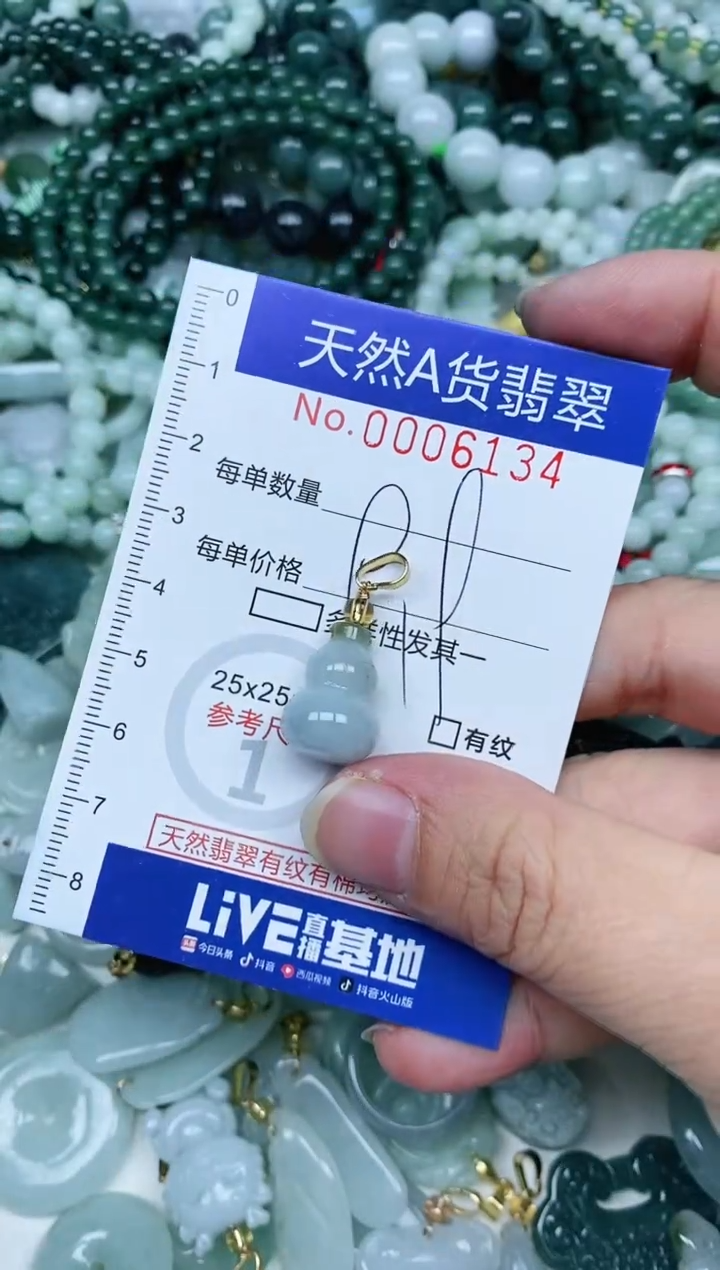 0
天然A货翡翠
No.0006134
1
2
每单数量
3
每单价格
4
性发其一
5
25x25
参考尺
6
1
有纹
7
天然翡翠有纹有棉
8
LiVE直播基地
今日头条 抖音 西瓜视频 抖音火山版